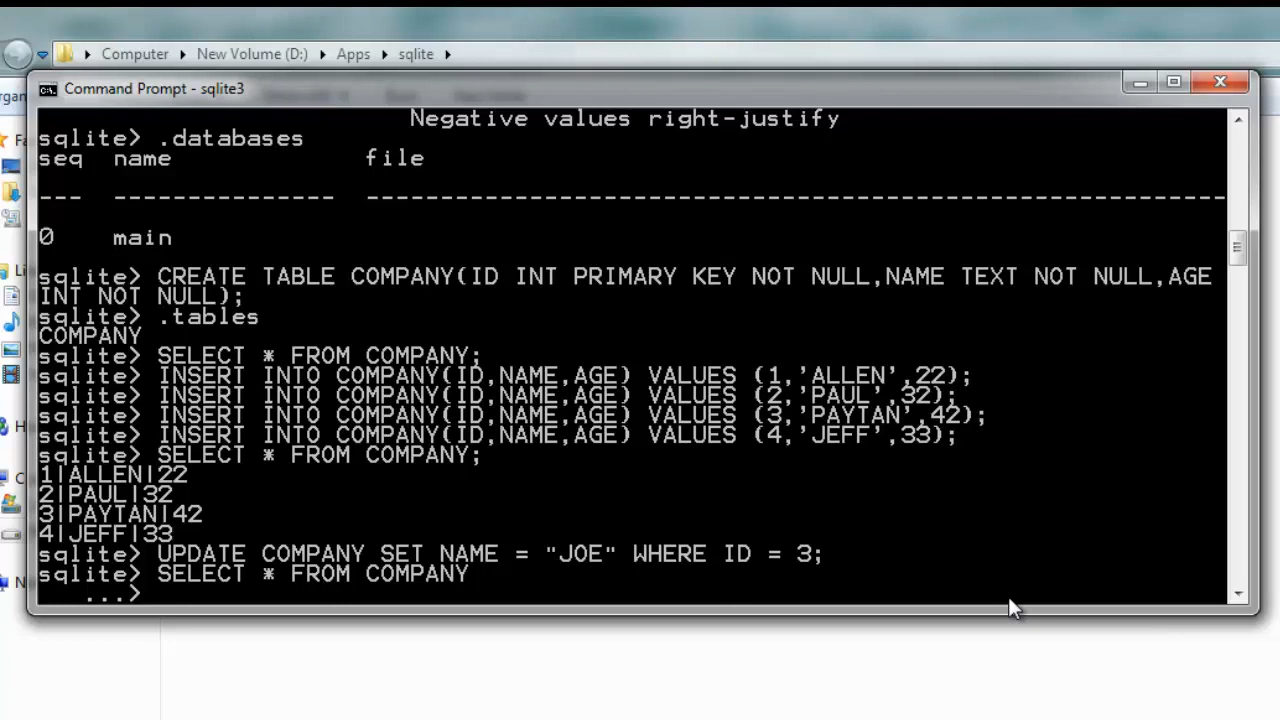 Computer ▸ New Volume (D:) ▸ Apps ▸ sqlite ▸
Command Prompt - sqlite3
Negative values right-justify
sqlite> .databases
seq  name             file
---  ---------------  ----------------------------------------------------------
0    main
sqlite> CREATE TABLE COMPANY(ID INT PRIMARY KEY NOT NULL,NAME TEXT NOT NULL,AGE
INT NOT NULL);
sqlite> .tables
COMPANY
sqlite> SELECT * FROM COMPANY;
sqlite> INSERT INTO COMPANY(ID,NAME,AGE) VALUES (1,'ALLEN',22);
sqlite> INSERT INTO COMPANY(ID,NAME,AGE) VALUES (2,'PAUL',32);
sqlite> INSERT INTO COMPANY(ID,NAME,AGE) VALUES (3,'PAYTAN',42);
sqlite> INSERT INTO COMPANY(ID,NAME,AGE) VALUES (4,'JEFF',33);
sqlite> SELECT * FROM COMPANY;
1|ALLEN|22
2|PAUL|32
3|PAYTAN|42
4|JEFF|33
sqlite> UPDATE COMPANY SET NAME = "JOE" WHERE ID = 3;
sqlite> SELECT * FROM COMPANY
...>